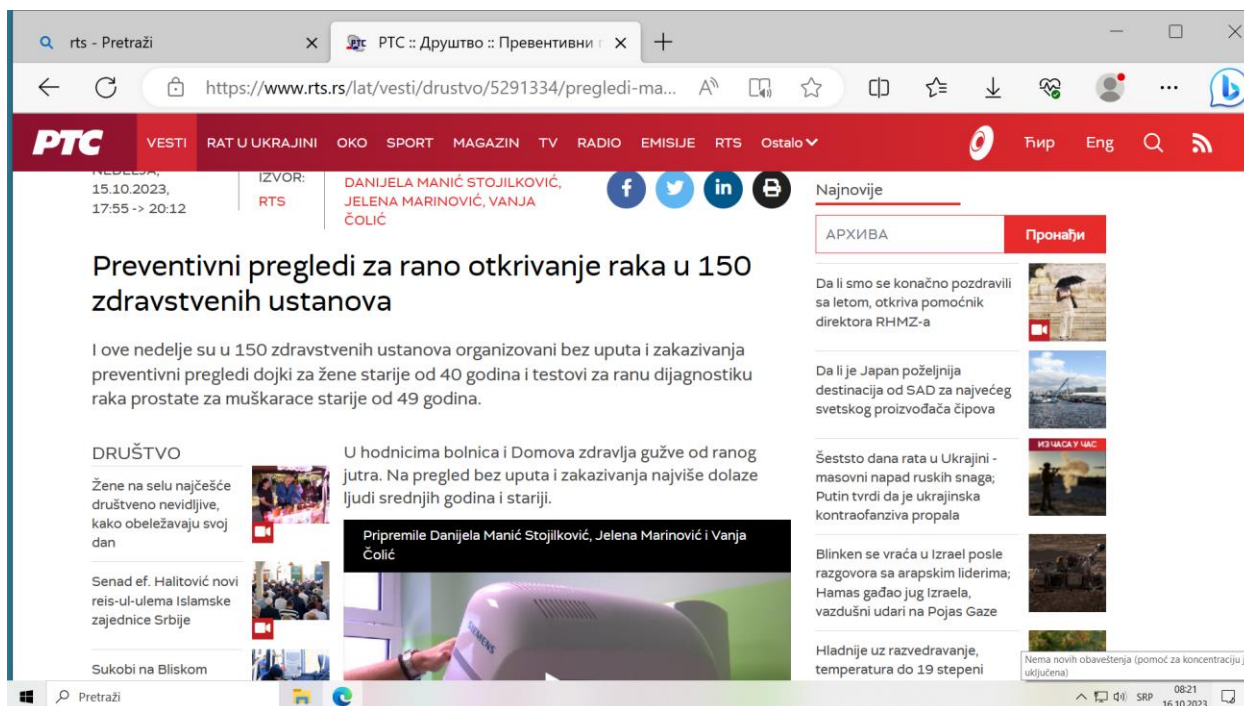 rts - Pretraži
РТС :: Друштво :: Превентивни
https://www.rts.rs/lat/vesti/drustvo/5291334/pregledi-ma...
РТС VESTI RAT U UKRAJINI OKO SPORT MAGAZIN TV RADIO EMISIJE RTS Ostalo Ћир Eng
NEDELJA,
15.10.2023,
17:55 -> 20:12
IZVOR:
RTS
DANIJELA MANIĆ STOJILKOVIĆ,
JELENA MARINOVIĆ, VANJA
ČOLIĆ
Preventivni pregledi za rano otkrivanje raka u 150
zdravstvenih ustanova
I ove nedelje su u 150 zdravstvenih ustanova organizovani bez uputa i zakazivanja
preventivni pregledi dojki za žene starije od 40 godina i testovi za ranu dijagnostiku
raka prostate za muškarace starije od 49 godina.
DRUŠTVO
Žene na selu najčešće
društveno nevidljive,
kako obeležavaju svoj
dan
Senad ef. Halitović novi
reis-ul-ulema Islamske
zajednice Srbije
Sukobi na Bliskom
U hodnicima bolnica i Domova zdravlja gužve od ranog
jutra. Na pregled bez uputa i zakazivanja najviše dolaze
ljudi srednjih godina i stariji.
Pripremile Danijela Manić Stojilković, Jelena Marinović i Vanja
Čolić
SIEMENS
Najnovije
АРХИВА Пронађи
Da li smo se konačno pozdravili
sa letom, otkriva pomoćnik
direktora RHMZ-a
Da li je Japan poželjnija
destinacija od SAD za najvećeg
svetskog proizvođača čipova
Šeststo dana rata u Ukrajini -
masovni napad ruskih snaga;
Putin tvrdi da je ukrajinska
kontraofanziva propala
ИЗ ЧАСА У ЧАС
Blinken se vraća u Izrael posle
razgovora sa arapskim liderima;
Hamas gađao jug Izraela,
vazdušni udari na Pojas Gaze
Hladnije uz razvedravanje,
temperatura do 19 stepeni
Nema novih obaveštenja (pomoć za koncentraciju j
uključena)
Pretraži
SRP
08:21
16.10.2023